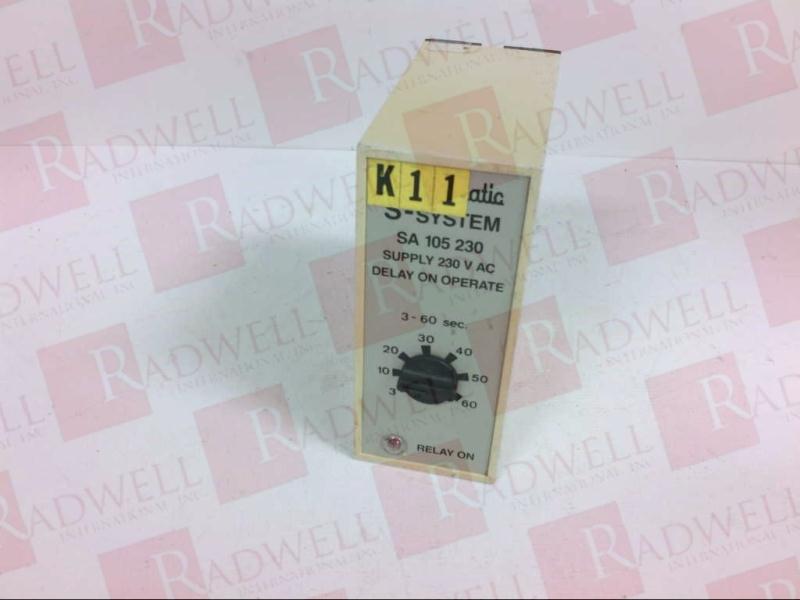 K11 atic
S-SYSTEM
SA 105 230
SUPPLY 230 V AC
DELAY ON OPERATE
3 - 60 sec.
30
20 40
10 50
3 60
RELAY ON
RADWELL
INTERNATIONAL, INC.